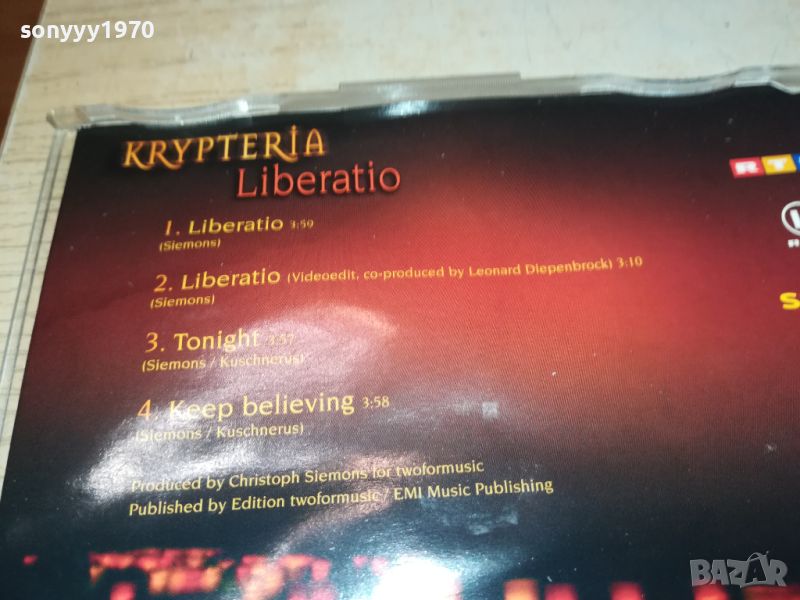 sonyyy1970
KRYPTERIA
Liberatio
RT
1. Liberatio 3:59
(Siemons)
2. Liberatio (Videoedit, co-produced by Leonard Diepenbrock) 3:10
(Siemons)
3. Tonight 3:57
(Siemons / Kuschnerus)
4. Keep believing 3:58
(Siemons / Kuschnerus)
Produced by Christoph Siemons for twoformusic
Published by Edition twoformusic / EMI Music Publishing
BAZAR